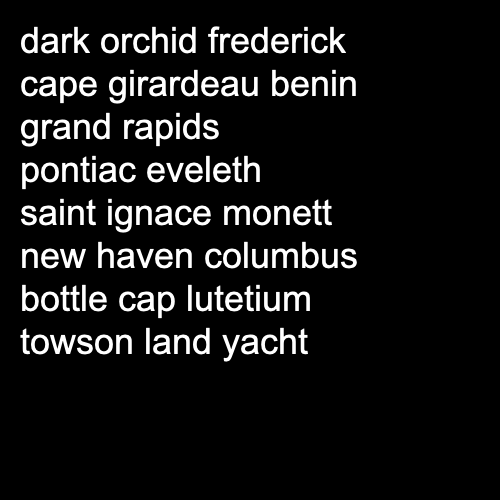 dark orchid frederick
cape girardeau benin
grand rapids
pontiac eveleth
saint ignace monett
new haven columbus
bottle cap lutetium
towson land yacht